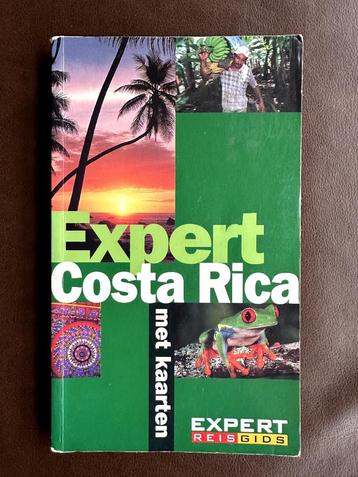 Expert
Costa Rica
met kaarten
EXPERT
REISGIDS